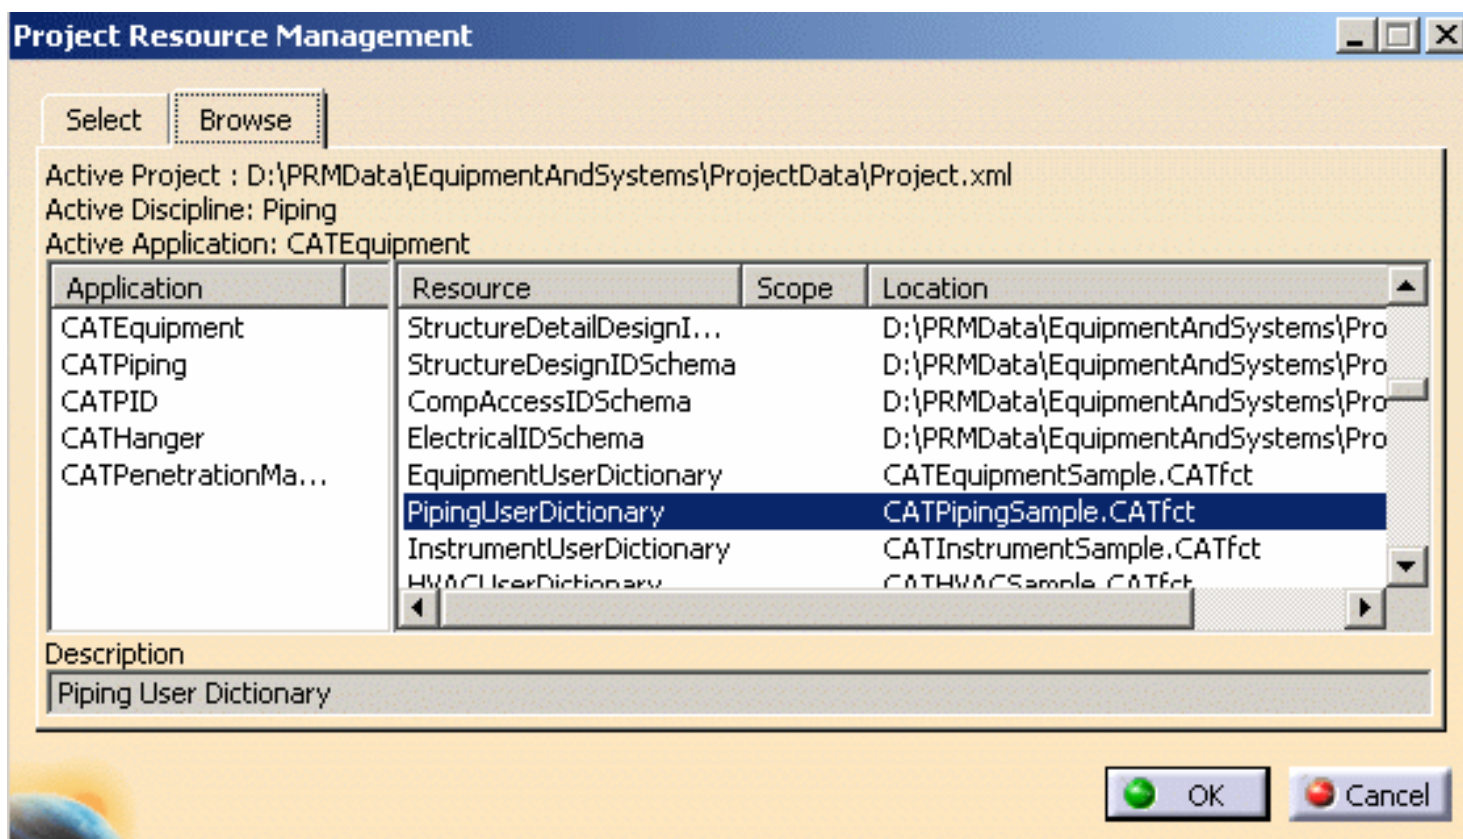 Project Resource Management
Select Browse
Active Project : D:\PRMData\EquipmentAndSystems\ProjectData\Project.xml
Active Discipline: Piping
Active Application: CATEquipment
Application Resource Scope Location
CATEquipment StructureDetailDesignI... D:\PRMData\EquipmentAndSystems\Pro
CATPiping StructureDesignIDSchema D:\PRMData\EquipmentAndSystems\Pro
CATPID CompAccessIDSchema D:\PRMData\EquipmentAndSystems\Pro
CATHanger ElectricalIDSchema D:\PRMData\EquipmentAndSystems\Pro
CATPenetrationMa... EquipmentUserDictionary CATEquipmentSample.CATfct
PipingUserDictionary CATPipingSample.CATfct
InstrumentUserDictionary CATInstrumentSample.CATfct
HVACUserDictionary CATHVACSample.CATfct
Description
Piping User Dictionary
OK Cancel